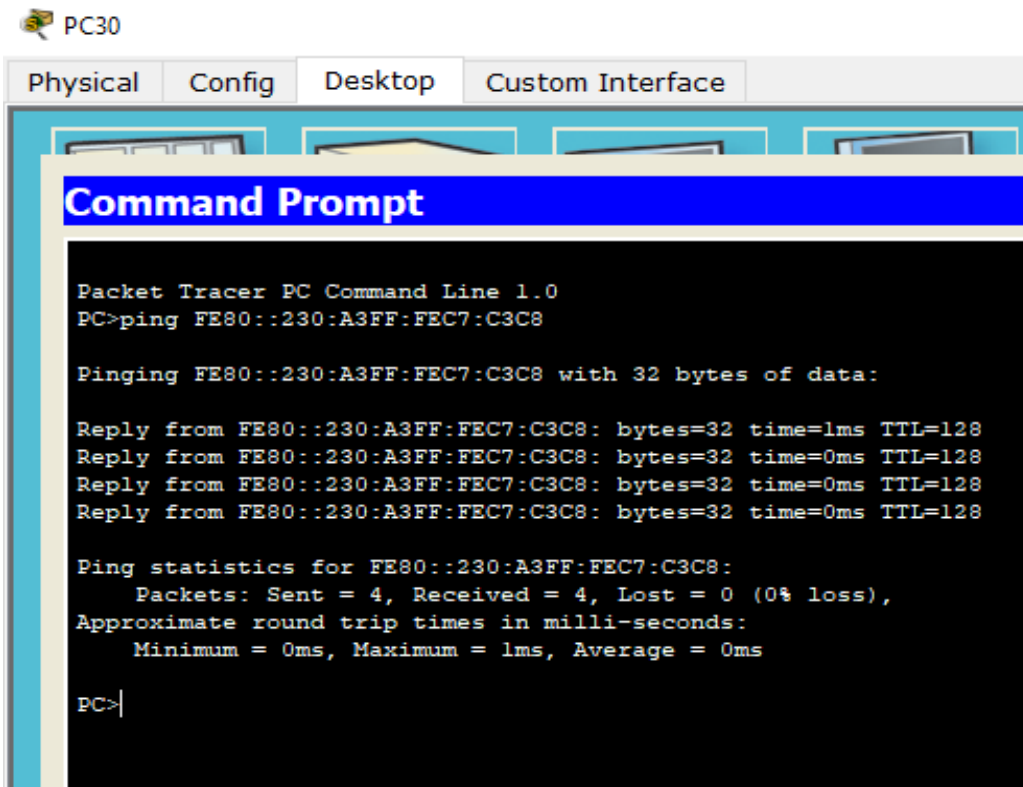 PC30
Physical Config Desktop Custom Interface
Command Prompt
Packet Tracer PC Command Line 1.0
PC>ping FE80::230:A3FF:FEC7:C3C8
Pinging FE80::230:A3FF:FEC7:C3C8 with 32 bytes of data:
Reply from FE80::230:A3FF:FEC7:C3C8: bytes=32 time=1ms TTL=128
Reply from FE80::230:A3FF:FEC7:C3C8: bytes=32 time=0ms TTL=128
Reply from FE80::230:A3FF:FEC7:C3C8: bytes=32 time=0ms TTL=128
Reply from FE80::230:A3FF:FEC7:C3C8: bytes=32 time=0ms TTL=128
Ping statistics for FE80::230:A3FF:FEC7:C3C8:
Packets: Sent = 4, Received = 4, Lost = 0 (0% loss),
Approximate round trip times in milli-seconds:
Minimum = 0ms, Maximum = 1ms, Average = 0ms
PC>